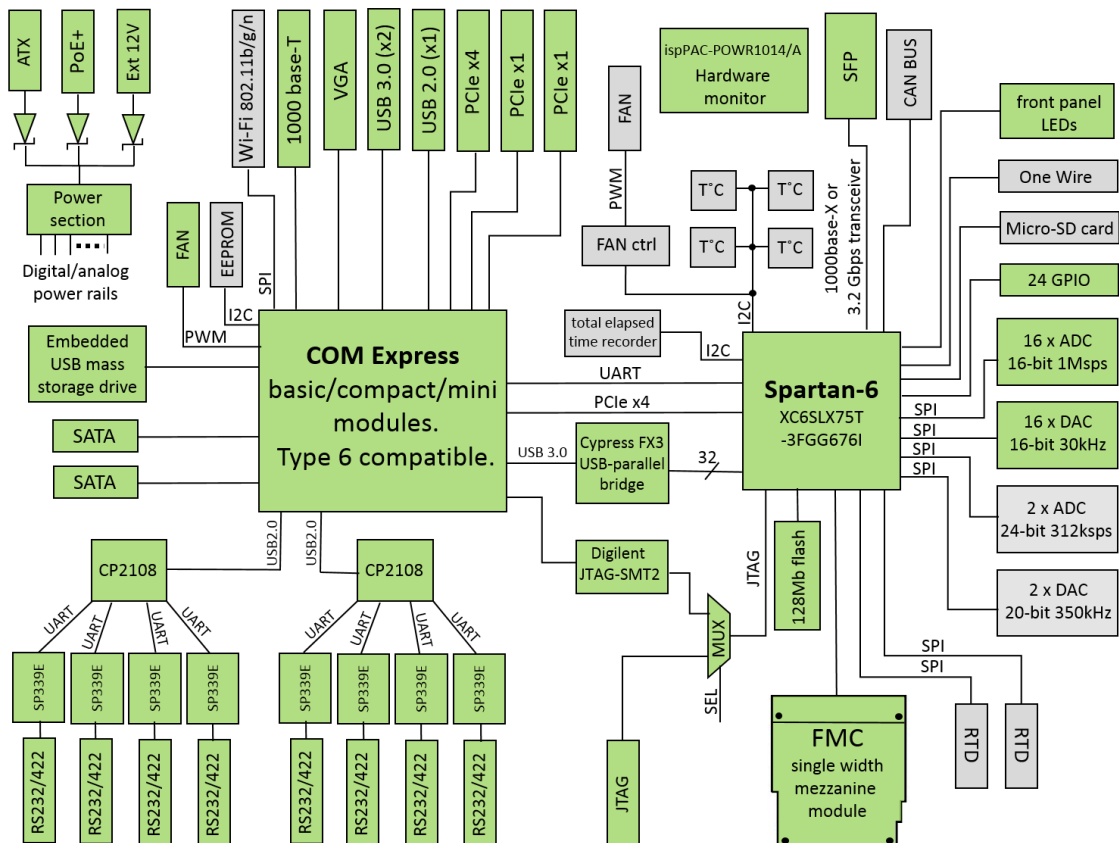 ATX
PoE+
Ext 12V
Wi-Fi 802.11b/g/n
1000 base-T
VGA
USB 3.0 (x2)
USB 2.0 (x1)
PCIe x4
PCIe x1
PCIe x1
FAN
ispPAC-POWR1014/A
Hardware
monitor
SFP
CAN BUS
front panel
LEDs
One Wire
Micro-SD card
24 GPIO
16 x ADC
16-bit 1Msps
16 x DAC
16-bit 30kHz
2 x ADC
24-bit 312ksps
2 x DAC
20-bit 350kHz
Power
section
Digital/analog
power rails
FAN
EEPROM
SPI
I2C
PWM
PWM
FAN ctrl
T°C
T°C
T°C
T°C
I2C
1000base-X or
3.2 Gbps transceiver
total elapsed
time recorder
I2C
Embedded
USB mass
storage drive
SATA
SATA
COM Express
basic/compact/mini
modules.
Type 6 compatible.
UART
PCIe x4
USB 3.0
Cypress FX3
USB-parallel
bridge
32
Spartan-6
XC6SLX75T
-3FGG676I
SPI
SPI
SPI
SPI
USB2.0
USB2.0
CP2108
CP2108
UART
UART
UART
UART
UART
UART
UART
UART
SP339E
SP339E
SP339E
SP339E
SP339E
SP339E
SP339E
SP339E
RS232/422
RS232/422
RS232/422
RS232/422
RS232/422
RS232/422
RS232/422
RS232/422
Digilent
JTAG-SMT2
MUX
SEL
JTAG
JTAG
128Mb flash
SPI
SPI
FMC
single width
mezzanine
module
RTD
RTD